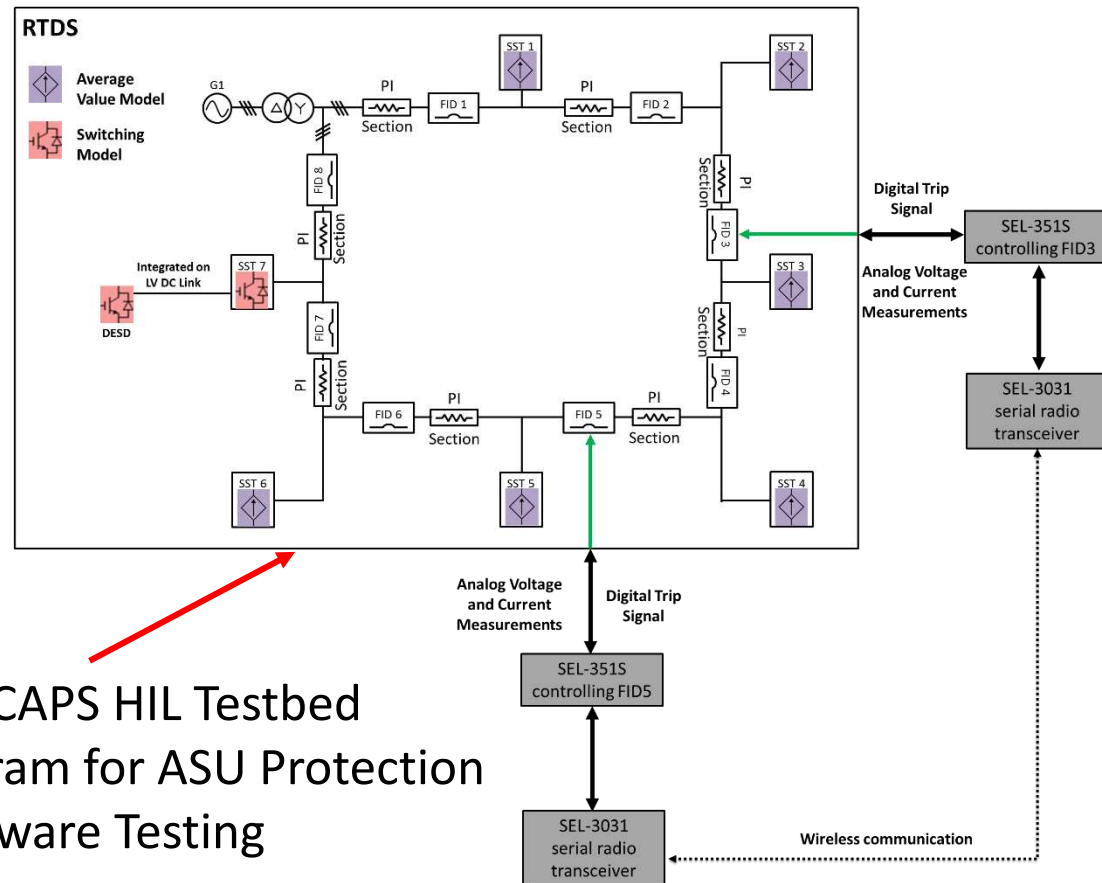 RTDS
Average
Value Model
Switching
Model
G1
Δ
Y
PI
Section
FID 1
SST 1
PI
Section
FID 2
SST 2
PI
Section
FID 3
SST 3
PI
Section
FID 4
SST 4
PI
Section
FID 5
SST 5
PI
Section
FID 6
SST 6
PI
Section
FID 7
SST 7
Integrated on
LV DC Link
DESD
PI
Section
FID 8
Digital Trip
Signal
Analog Voltage
and Current
Measurements
SEL-351S
controlling FID3
SEL-3031
serial radio
transceiver
Analog Voltage
and Current
Measurements
Digital Trip
Signal
SEL-351S
controlling FID5
SEL-3031
serial radio
transceiver
Wireless communication
CAPS HIL Testbed
ram for ASU Protection
ware Testing